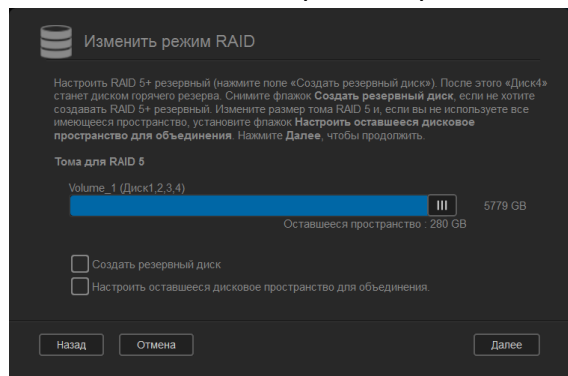 Изменить режим RAID
Настроить RAID 5+ резервный (нажмите попе «Создать резервный диск»). После этого «Диск4»
станет диском горячего резерва. Снимите флажок Создать резервный диск, если не хотите
создавать RAID 5+ резервный. Измените размер тома RAID 5 и, если вы не используете все
имеющееся пространство, установите флажок Настроить оставшееся дисковое
пространство для объединения. Нажмите Далее, чтобы продолжить.
Тома для RAID 5
Volume_1 (Диск1,2,3,4)
5779 GB
Оставшееся пространство : 280 GB
Создать резервный диск
Настроить оставшееся дисковое пространство для объединения.
Назад Отмена Далее